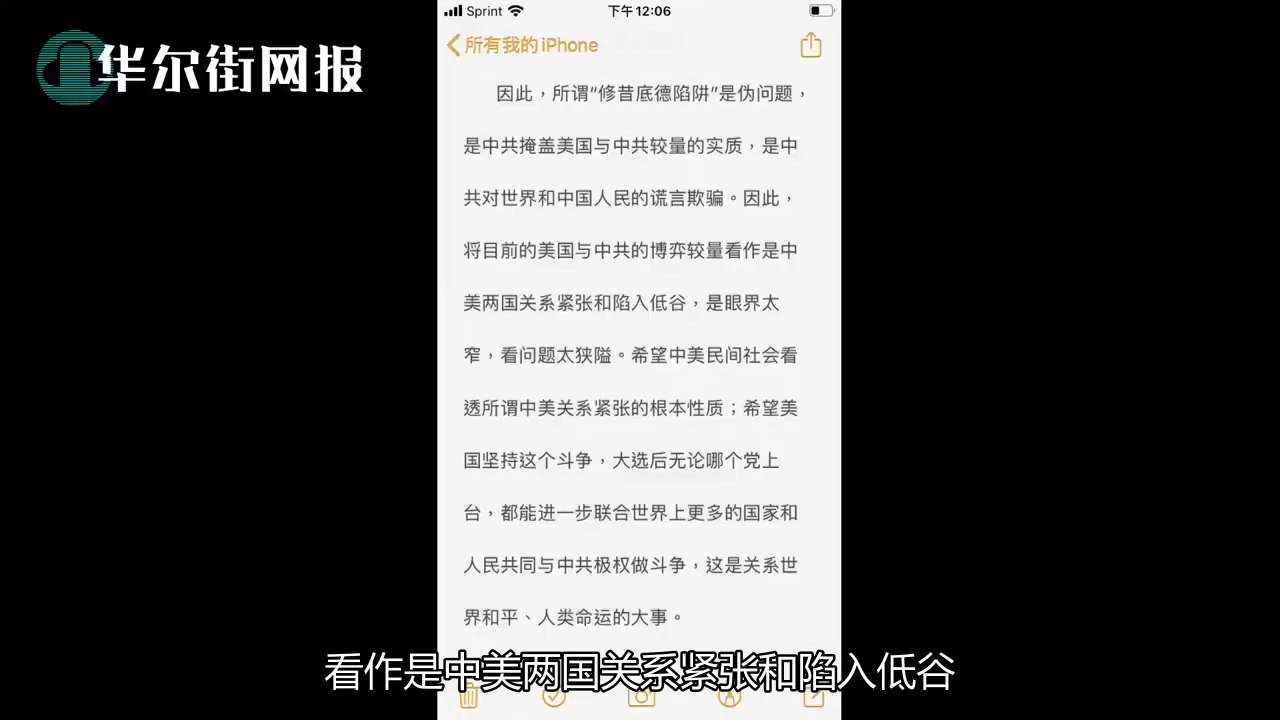 Sprint 下午12:06
华尔街网报
所有我的iPhone
因此，所谓“修昔底德陷阱”是伪问题，
是中共掩盖美国与中共较量的实质，是中
共对世界和中国人民的谎言欺骗。因此，
将目前的美国与中共的博弈较量看作是中
美两国关系紧张和陷入低谷，是眼界太
窄，看问题太狭隘。希望中美民间社会看
透所谓中美关系紧张的根本性质；希望美
国坚持这个斗争，大选后无论哪个党上
台，都能进一步联合世界上更多的国家和
人民共同与中共极权做斗争，这是关系世
界和平、人类命运的大事。
看作是中美两国关系紧张和陷入低谷